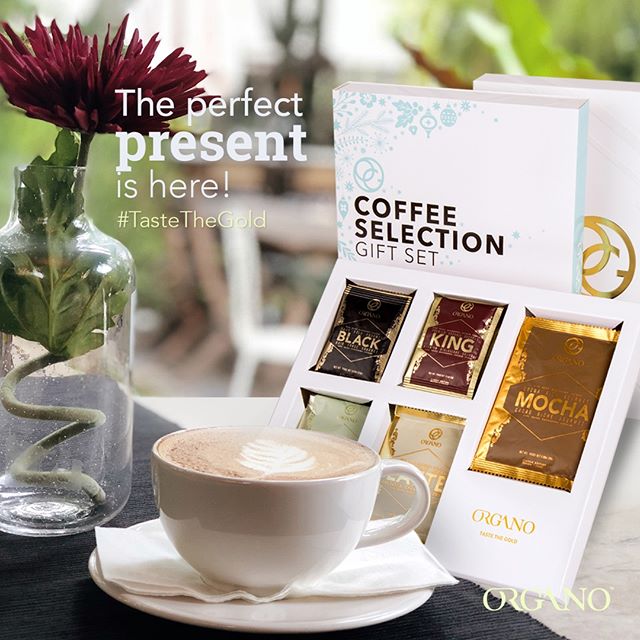 The perfect
present
is here!
#TasteTheGold
COFFEE
SELECTION
GIFT SET
ORGANO
BLACK
ORGANO
KING
ORGANO
MOCHA
ORGANO
ORGANO
TASTE THE GOLD
ORGANO